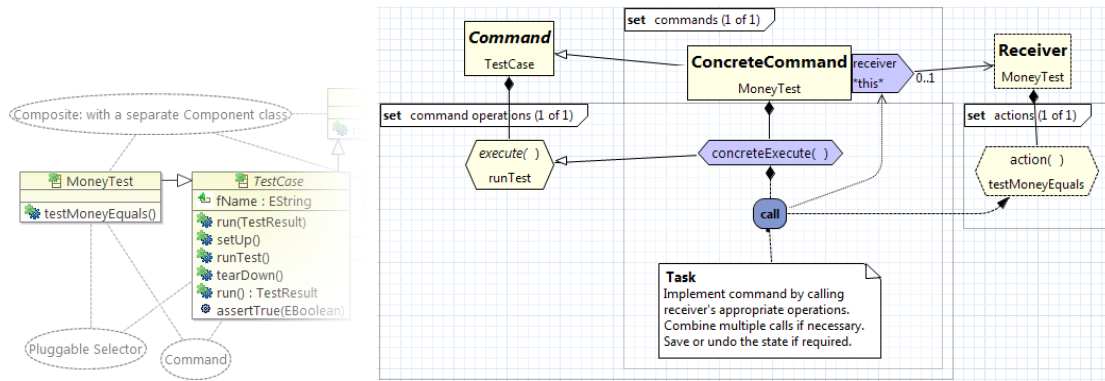 Composite: with a separate Component class
MoneyTest
testMoneyEquals()
TestCase
fName : EString
run(TestResult)
setUp()
runTest()
tearDown()
run() : TestResult
assertTrue(EBoolean)
Pluggable Selector
Command
set commands (1 of 1)
Command
TestCase
ConcreteCommand
MoneyTest
receiver
*this*
0..1
Receiver
MoneyTest
set command operations (1 of 1)
set actions (1 of 1)
execute( )
runTest
concreteExecute( )
action( )
testMoneyEquals
call
Task
Implement command by calling
receiver's appropriate operations.
Combine multiple calls if necessary.
Save or undo the state if required.